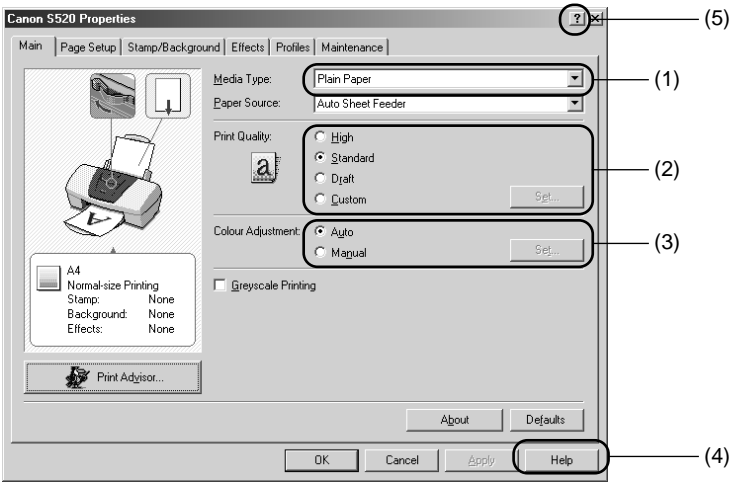 Canon S520 Properties
? ×
(5)
Main Page Setup Stamp/Background Effects Profiles Maintenance
Media Type: Plain Paper
(1)
Paper Source: Auto Sheet Feeder
Print Quality:
High
Standard
Draft
Custom
Set...
(2)
a
Colour Adjustment:
Auto
Manual
Set...
(3)
Greyscale Printing
A
A4
Normal-size Printing
Stamp: None
Background: None
Effects: None
Print Advisor...
About Defaults
OK Cancel Apply Help
(4)